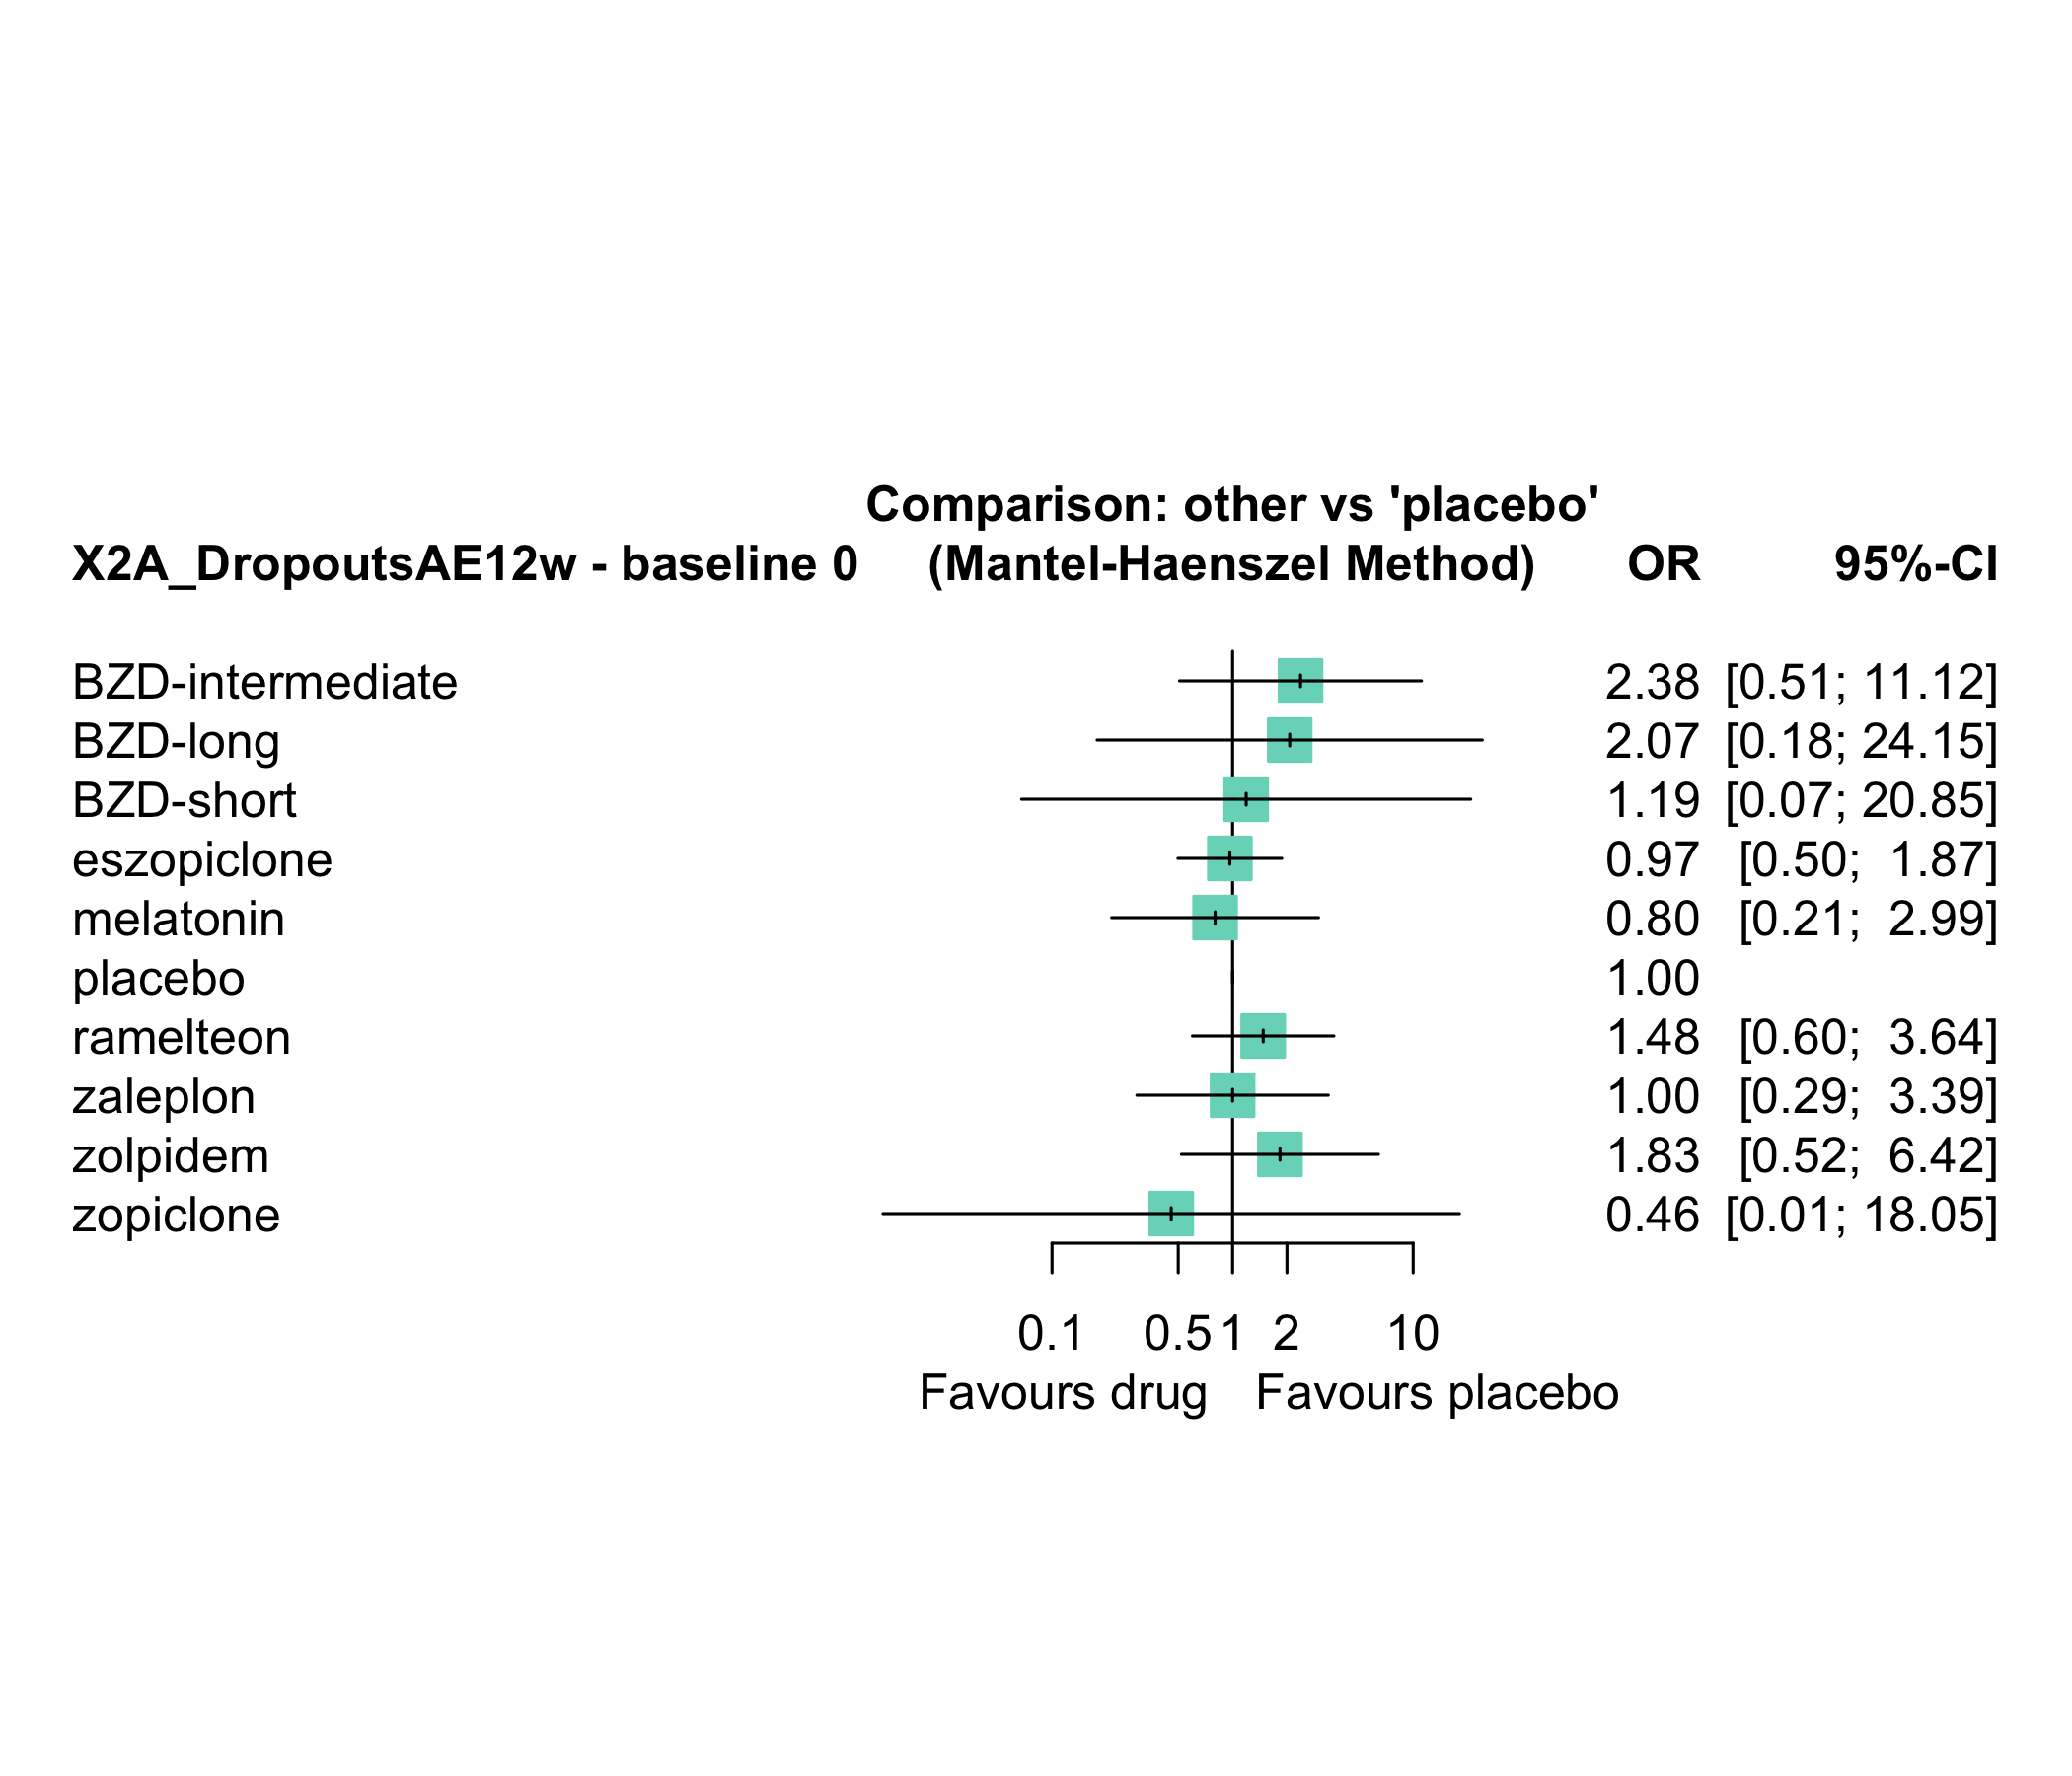 Comparison: other vs 'placebo'
X2A_DropoutsAE12w - baseline 0 (Mantel-Haenszel Method) OR 95%-CI
BZD-intermediate 2.38 [0.51; 11.12]
BZD-long 2.07 [0.18; 24.15]
BZD-short 1.19 [0.07; 20.85]
eszopiclone 0.97 [0.50; 1.87]
melatonin 0.80 [0.21; 2.99]
placebo 1.00
ramelteon 1.48 [0.60; 3.64]
zaleplon 1.00 [0.29; 3.39]
zolpidem 1.83 [0.52; 6.42]
zopiclone 0.46 [0.01; 18.05]
0.1 0.5 1 2 10
Favours drug Favours placebo